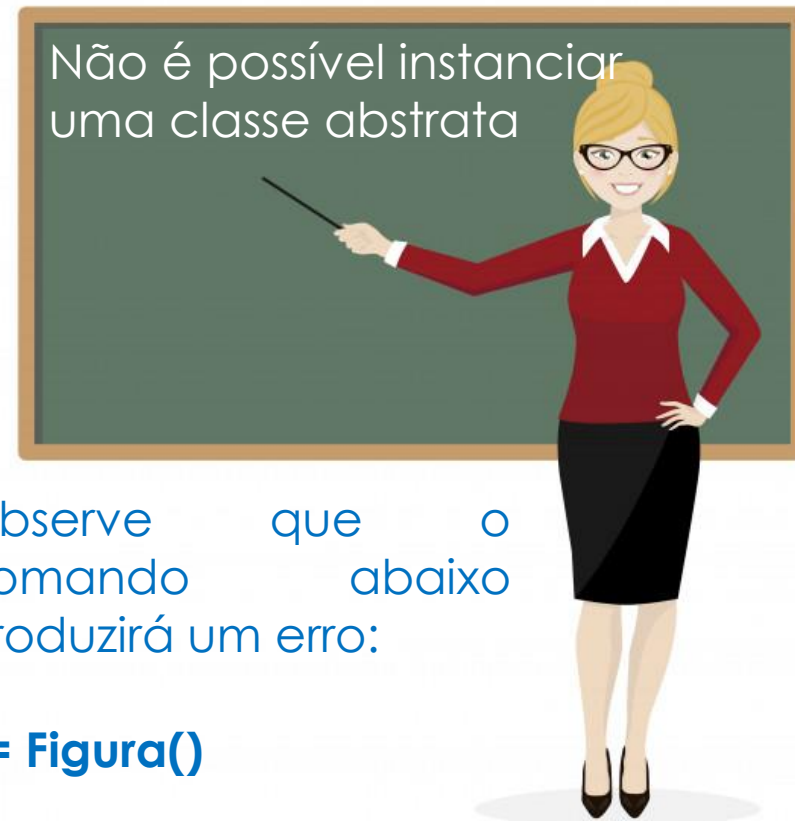 Não é possível instanciar
uma classe abstrata
bserve que o
omando abaixo
roduzirá um erro:
= Figura()